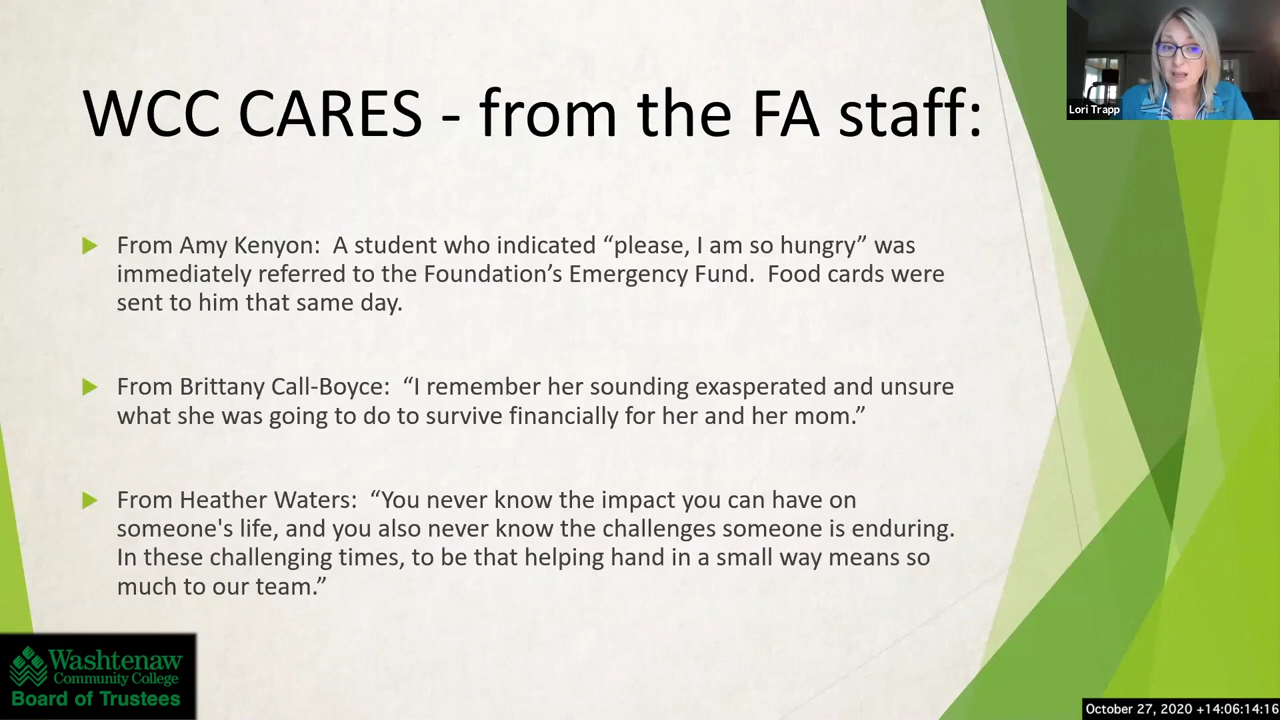 WCC CARES - from the FA staff:
Lori Trapp
From Amy Kenyon:  A student who indicated “please, I am so hungry” was
immediately referred to the Foundation’s Emergency Fund.  Food cards were
sent to him that same day.
From Brittany Call-Boyce:  “I remember her sounding exasperated and unsure
what she was going to do to survive financially for her and her mom.”
From Heather Waters:  “You never know the impact you can have on
someone's life, and you also never know the challenges someone is enduring.
In these challenging times, to be that helping hand in a small way means so
much to our team.”
Washtenaw
Community College
Board of Trustees
October 27, 2020 +14:06:14:16